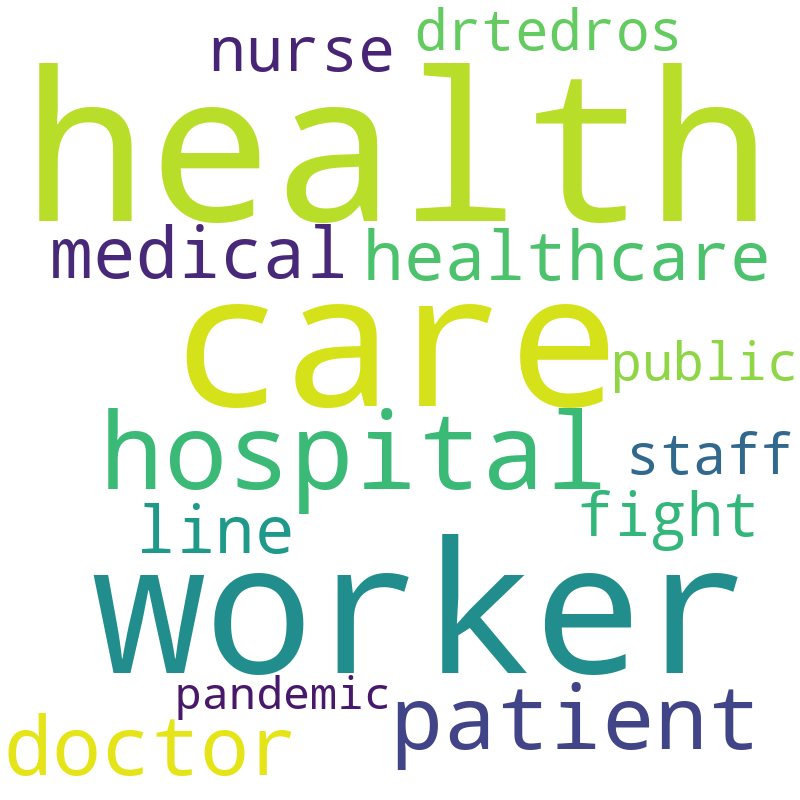 nurse drtedros
health
medical healthcare
care
public
hospital
staff
line fight
worker
pandemic
doctor patient